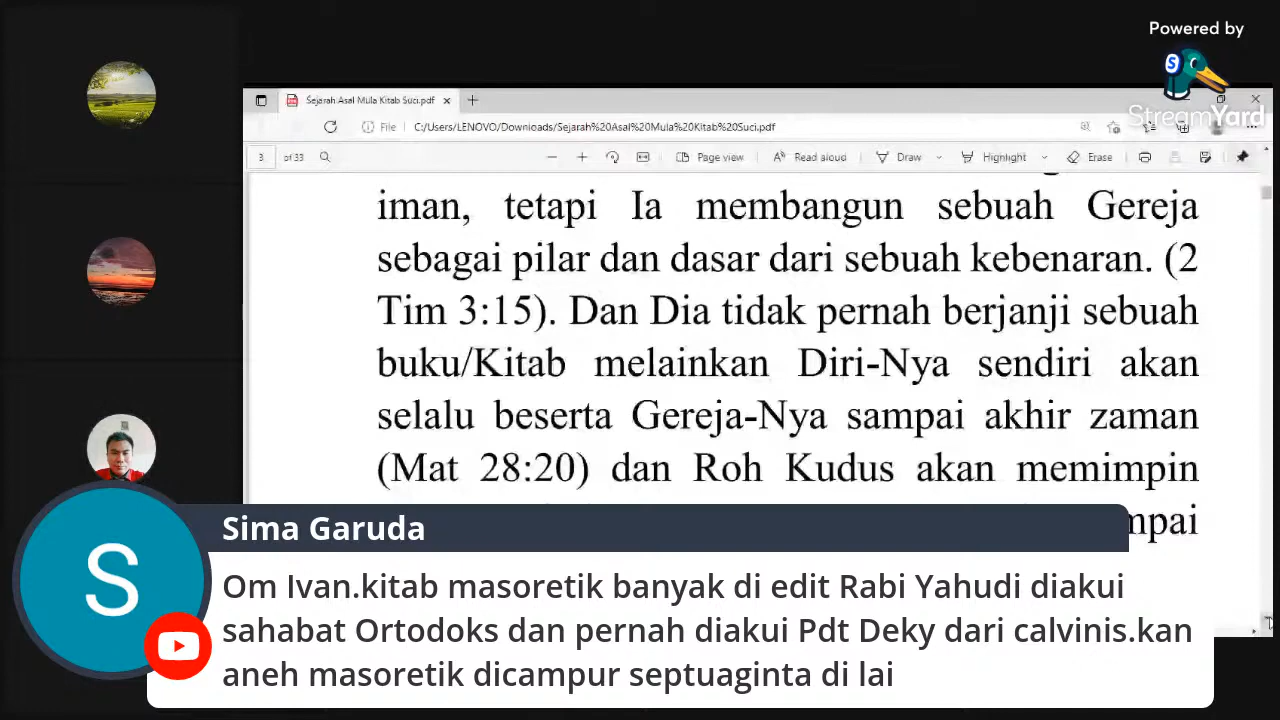 Powered by
StreamYard
Sejarah Asal Mula Kitab Suci.pdf
File C:/Users/LENOVO/Downloads/Sejarah%20Asal%20Mula%20Kitab%20Suci.pdf
3 of 33 Page view Read aloud Draw Highlight Erase
iman, tetapi Ia membangun sebuah Gereja
sebagai pilar dan dasar dari sebuah kebenaran. (2
Tim 3:15). Dan Dia tidak pernah berjanji sebuah
buku/Kitab melainkan Diri-Nya sendiri akan
selalu beserta Gereja-Nya sampai akhir zaman
(Mat 28:20) dan Roh Kudus akan memimpin
S
Sima Garuda
Om Ivan.kitab masoretik banyak di edit Rabi Yahudi diakui
sahabat Ortodoks dan pernah diakui Pdt Deky dari calvinis.kan
aneh masoretik dicampur septuaginta di lai